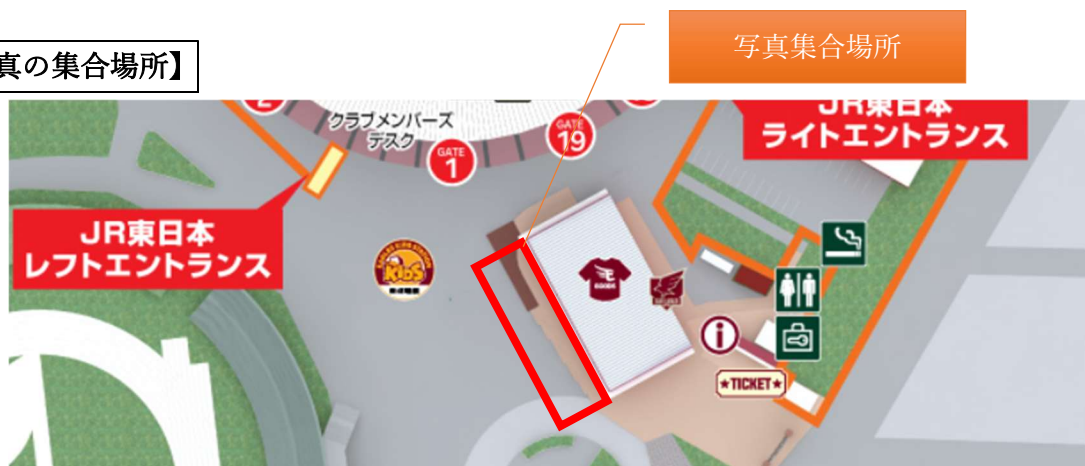 写真集合場所
真の集合場所】
2
クラブメンバーズ
デスク
GATE
1
GATE
19
JR東日本
ライトエントランス
JR東日本
レフトエントランス
KiDS
E
GOODS
i
★TICKET★